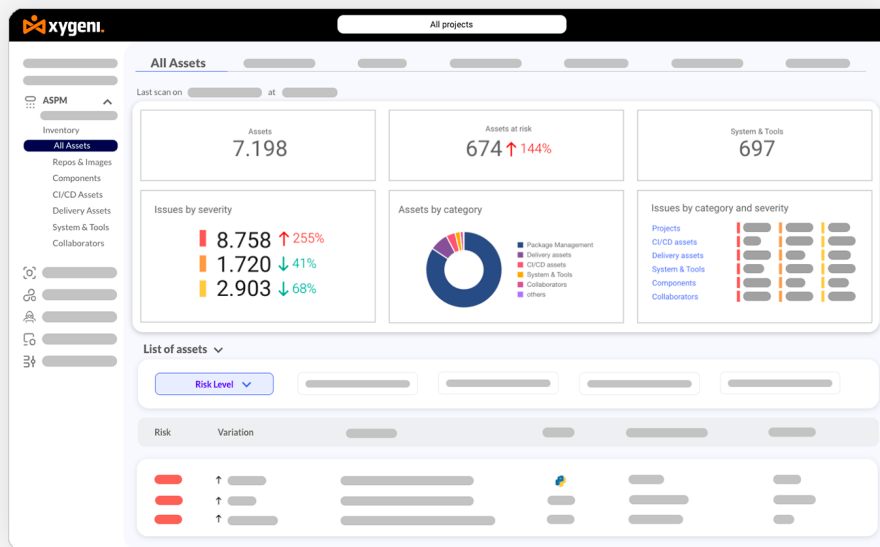 xygeni.
All projects
All Assets
Last scan on
at
ASPM
Inventory
All Assets
Repos & Images
Components
CI/CD Assets
Delivery Assets
System & Tools
Collaborators
Assets
7.198
Assets at risk
674 ↑ 144%
System & Tools
697
Issues by severity
8.758 ↑ 255%
1.720 ↓ 41%
2.903 ↓ 68%
Assets by category
Package Management
Delivery assets
CI/CD assets
System & Tools
Collaborators
others
Issues by category and severity
Projects
CI/CD assets
Delivery assets
System & Tools
Components
Collaborators
List of assets
Risk Level
Risk Variation